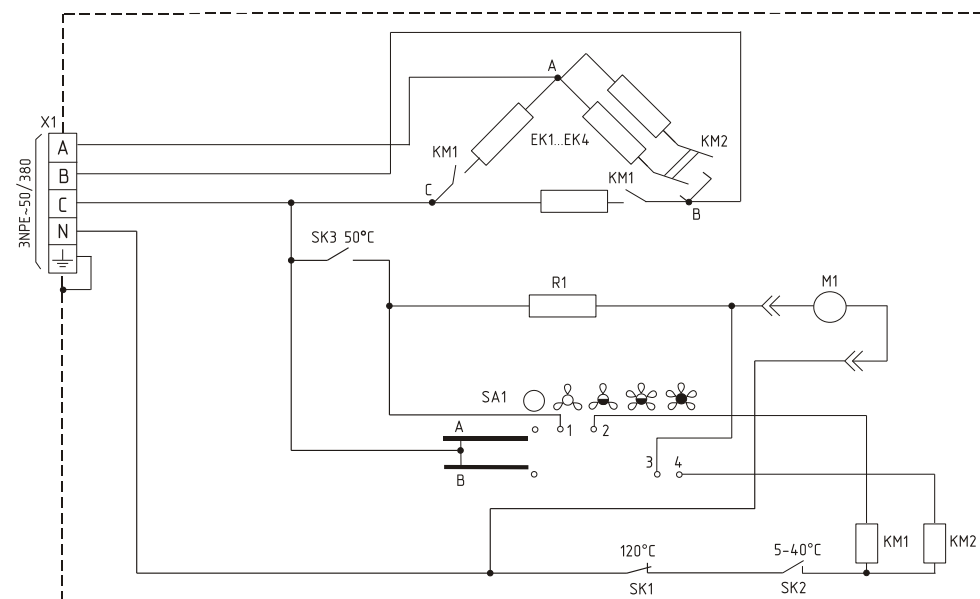 A
X1
A
B
C
N
3NPE~50/380
KM1
EK1...EK4
KM2
KM1
C
B
SK3 50°C
R1
M1
SA1
A
B
1
2
3
4
120°C
SK1
5-40°C
SK2
KM1
KM2